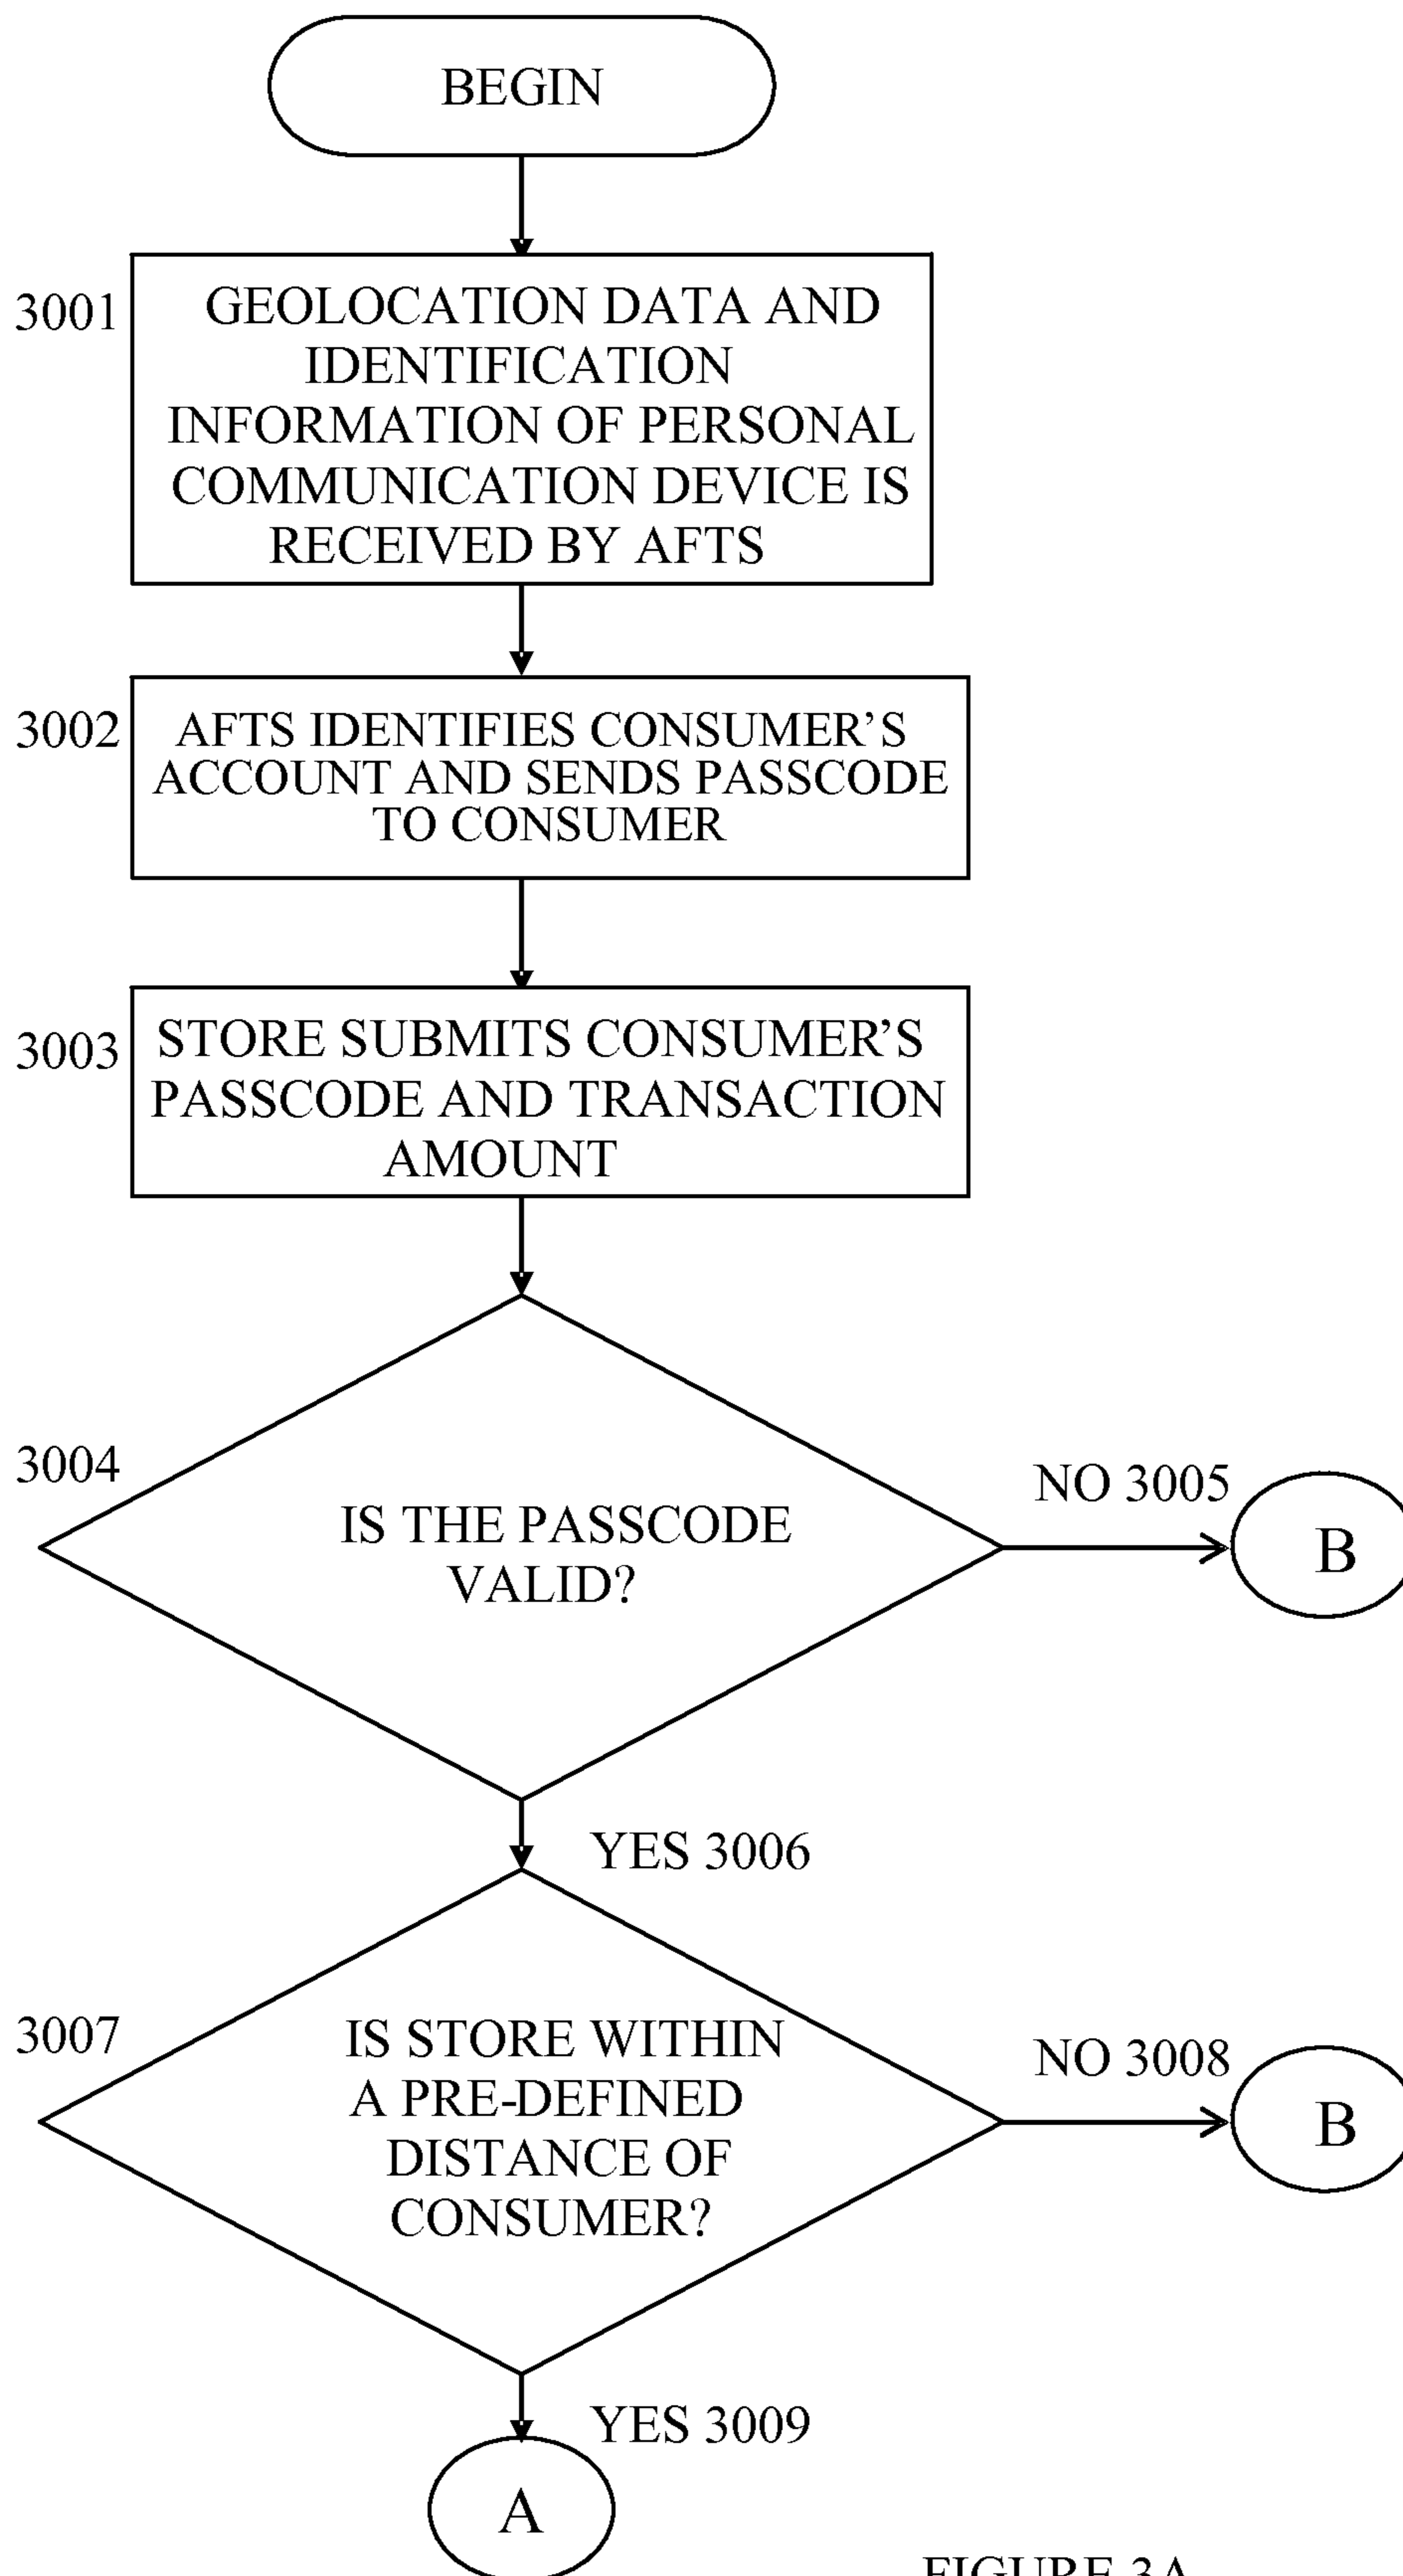 BEGIN
3001
GEOLOCATION DATA AND
IDENTIFICATION
INFORMATION OF PERSONAL
COMMUNICATION DEVICE IS
RECEIVED BY AFTS
3002
AFTS IDENTIFIES CONSUMER'S
ACCOUNT AND SENDS PASSCODE
TO CONSUMER
3003
STORE SUBMITS CONSUMER'S
PASSCODE AND TRANSACTION
AMOUNT
3004
IS THE PASSCODE
VALID?
NO 3005
B
YES 3006
3007
IS STORE WITHIN
A PRE-DEFINED
DISTANCE OF
CONSUMER?
NO 3008
B
YES 3009
A
FIGURE 3A